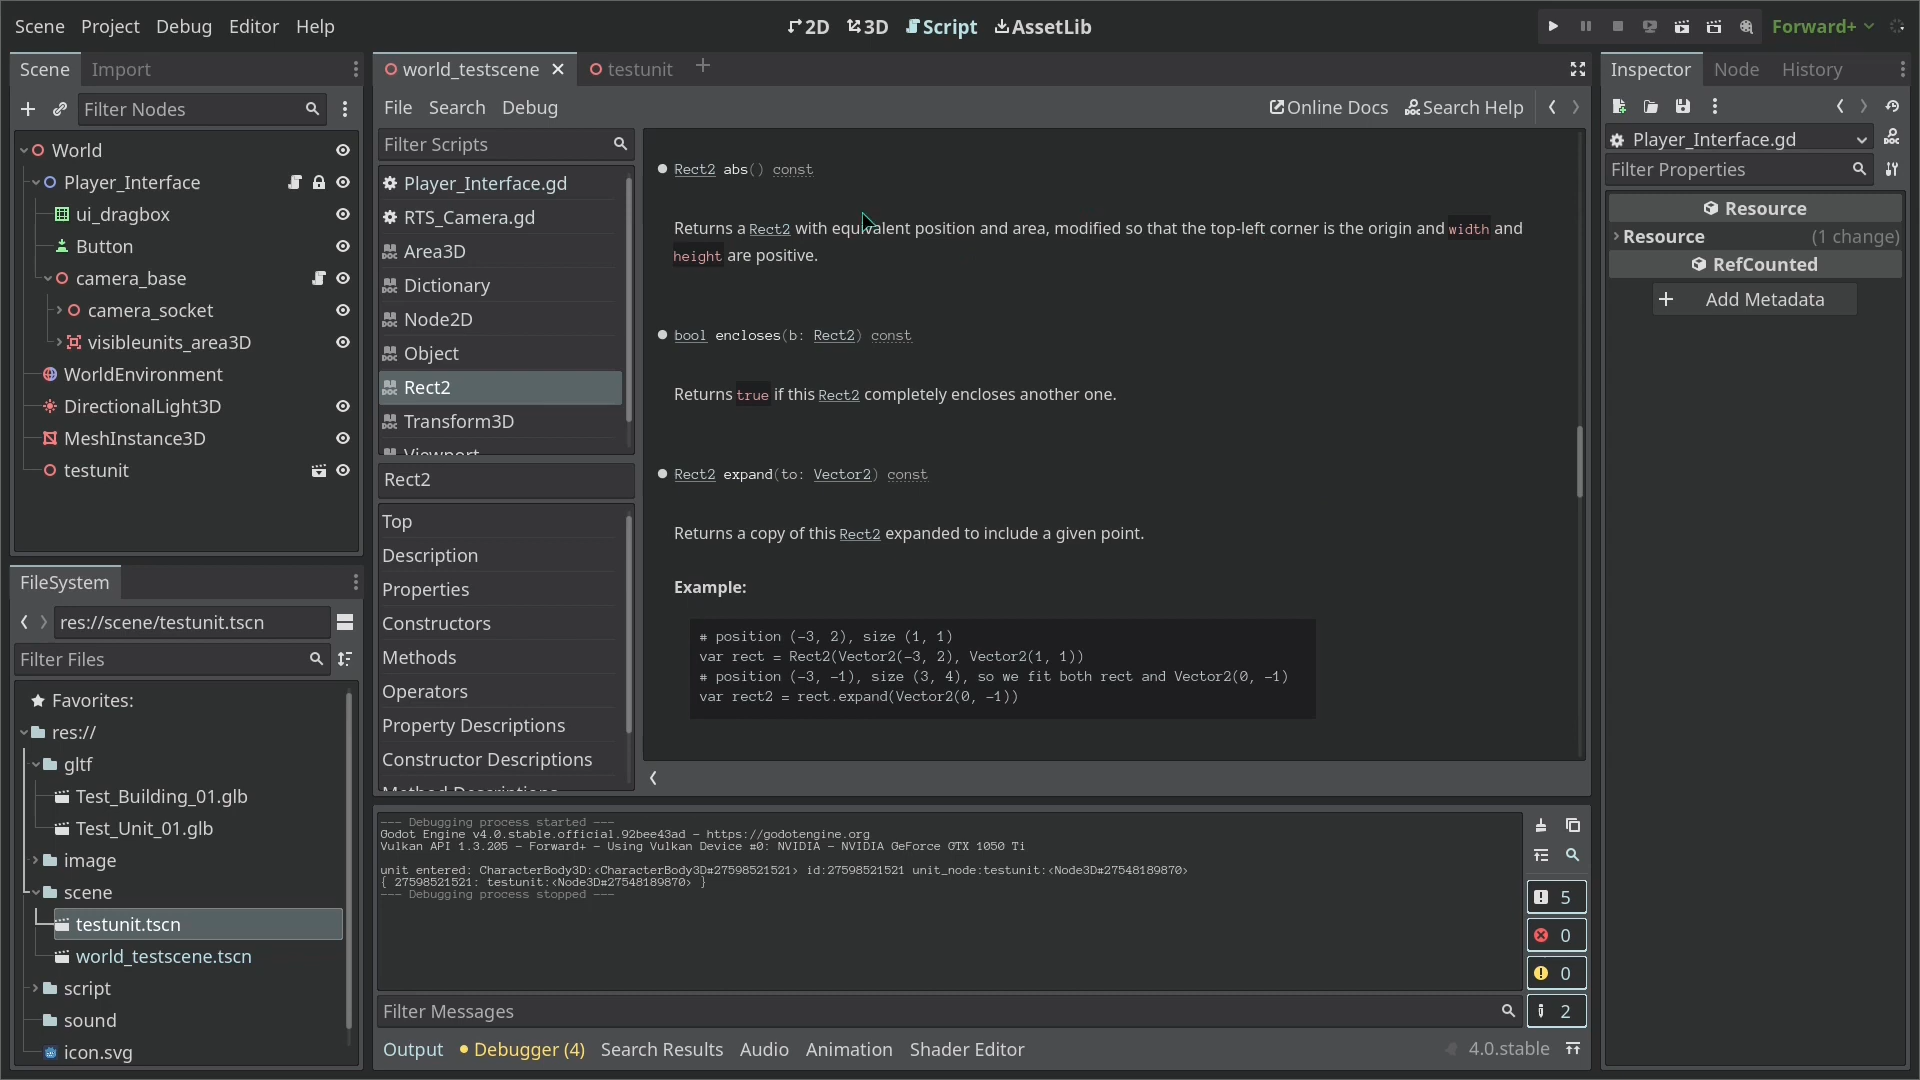 Scene Project Debug Editor Help
2D 3D Script AssetLib
Forward+
Scene Import
Filter Nodes
World
Player_Interface
ui_dragbox
Button
camera_base
camera_socket
visibleunits_area3D
WorldEnvironment
DirectionalLight3D
MeshInstance3D
testunit
FileSystem
res://scene/testunit.tscn
Filter Files
Favorites:
res://
gltf
Test_Building_01.glb
Test_Unit_01.glb
image
scene
testunit.tscn
world_testscene.tscn
script
sound
icon.svg
world_testscene testunit
File Search Debug
Online Docs Search Help
Filter Scripts
Player_Interface.gd
RTS_Camera.gd
Area3D
Dictionary
Node2D
Object
Rect2
Transform3D
Viewport
Rect2
Top
Description
Properties
Constructors
Methods
Operators
Property Descriptions
Constructor Descriptions
Method Descriptions
Rect2 abs() const
Returns a Rect2 with equivalent position and area, modified so that the top-left corner is the origin and width and
height are positive.
bool encloses(b: Rect2) const
Returns true if this Rect2 completely encloses another one.
Rect2 expand(to: Vector2) const
Returns a copy of this Rect2 expanded to include a given point.
Example:
# position (-3, 2), size (1, 1)
var rect = Rect2(Vector2(-3, 2), Vector2(1, 1))
# position (-3, -1), size (3, 4), so we fit both rect and Vector2(0, -1)
var rect2 = rect.expand(Vector2(0, -1))
--- Debugging process started ---
Godot Engine v4.0.stable.official.92bee43ad - https://godotengine.org
Vulkan API 1.3.205 - Forward+ - Using Vulkan Device #0: NVIDIA - NVIDIA GeForce GTX 1050 Ti
unit entered: CharacterBody3D:<CharacterBody3D#27598521521> id:27598521521 unit_node:testunit:<Node3D#27548189870>
{ 27598521521: testunit:<Node3D#27548189870> }
--- Debugging process stopped ---
5
0
0
2
Filter Messages
Output Debugger (4) Search Results Audio Animation Shader Editor
4.0.stable
Inspector Node History
Player_Interface.gd
Filter Properties
Resource
Resource (1 change)
RefCounted
Add Metadata